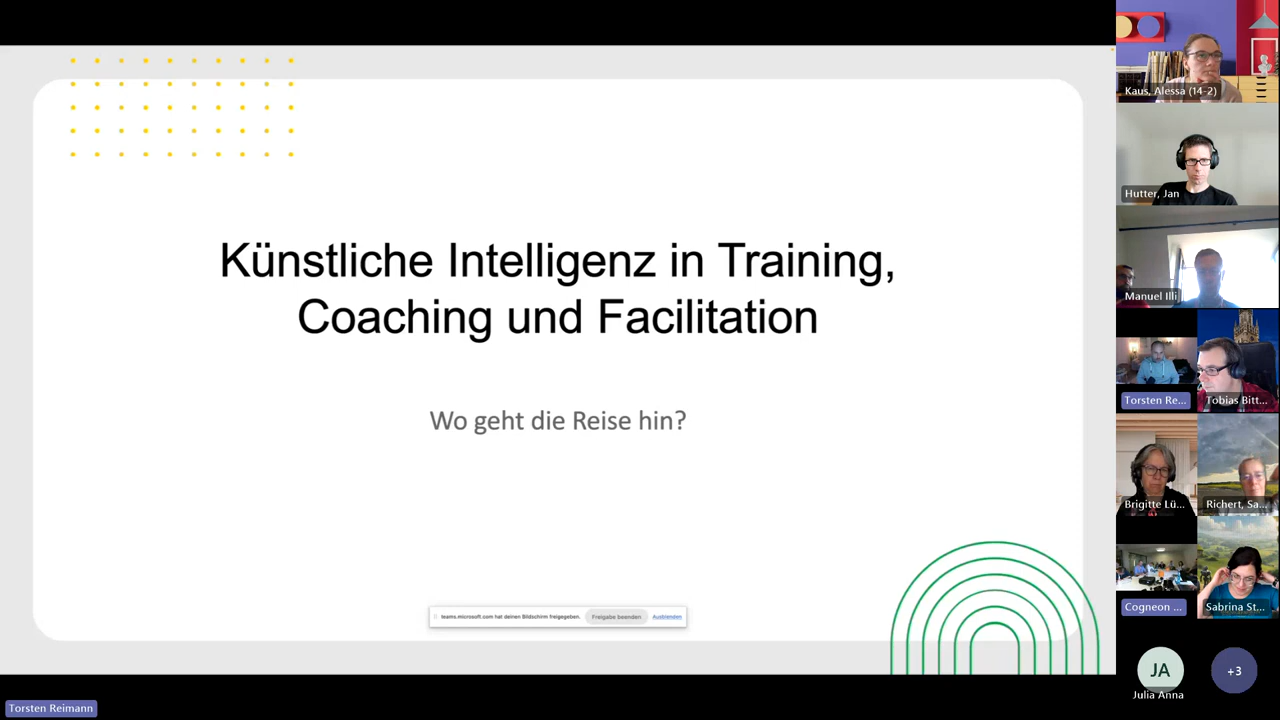 Künstliche Intelligenz in Training,
Coaching und Facilitation
Wo geht die Reise hin?
teams.microsoft.com hat deinen Bildschirm freigegeben.
Freigabe beenden
Ausblenden
Torsten Reimann
Kaus, Alessa (14-2)
Hutter, Jan
Manuel Illi
Torsten Re...
Tobias Bitt...
Brigitte Lü...
Richert, Sa...
Cogneon ...
Sabrina St...
JA
Julia Anna
+3